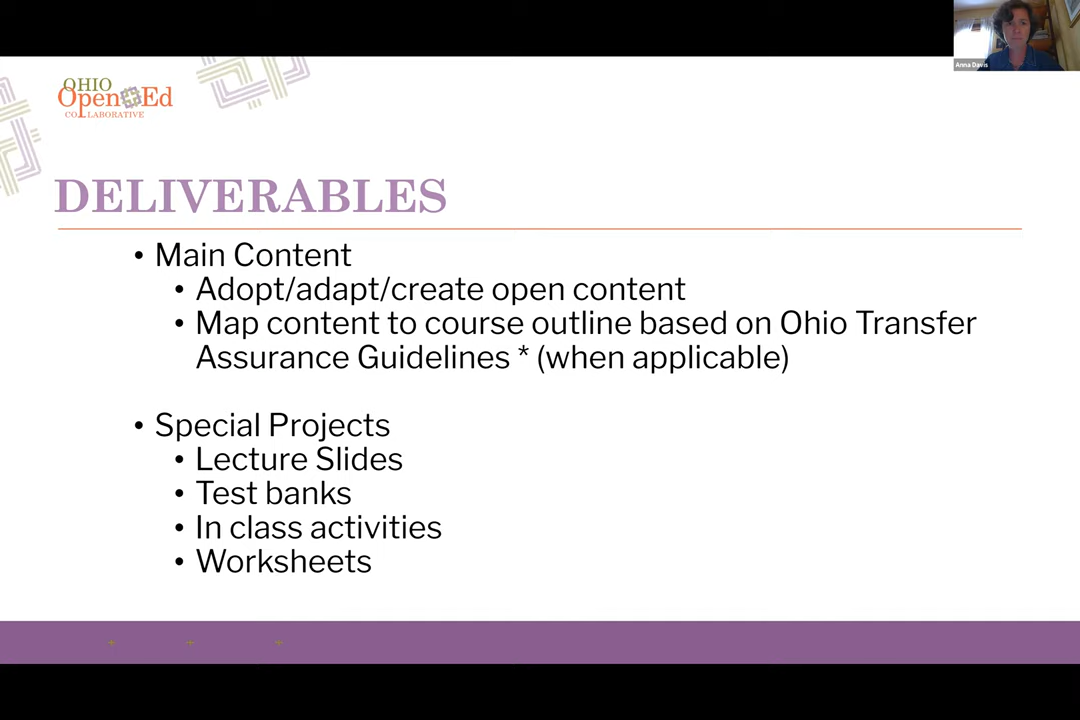 Anna Davis
OHIO
Open Ed
COLLABORATIVE
DELIVERABLES
• Main Content
• Adopt/adapt/create open content
• Map content to course outline based on Ohio Transfer
Assurance Guidelines * (when applicable)
• Special Projects
• Lecture Slides
• Test banks
• In class activities
• Worksheets